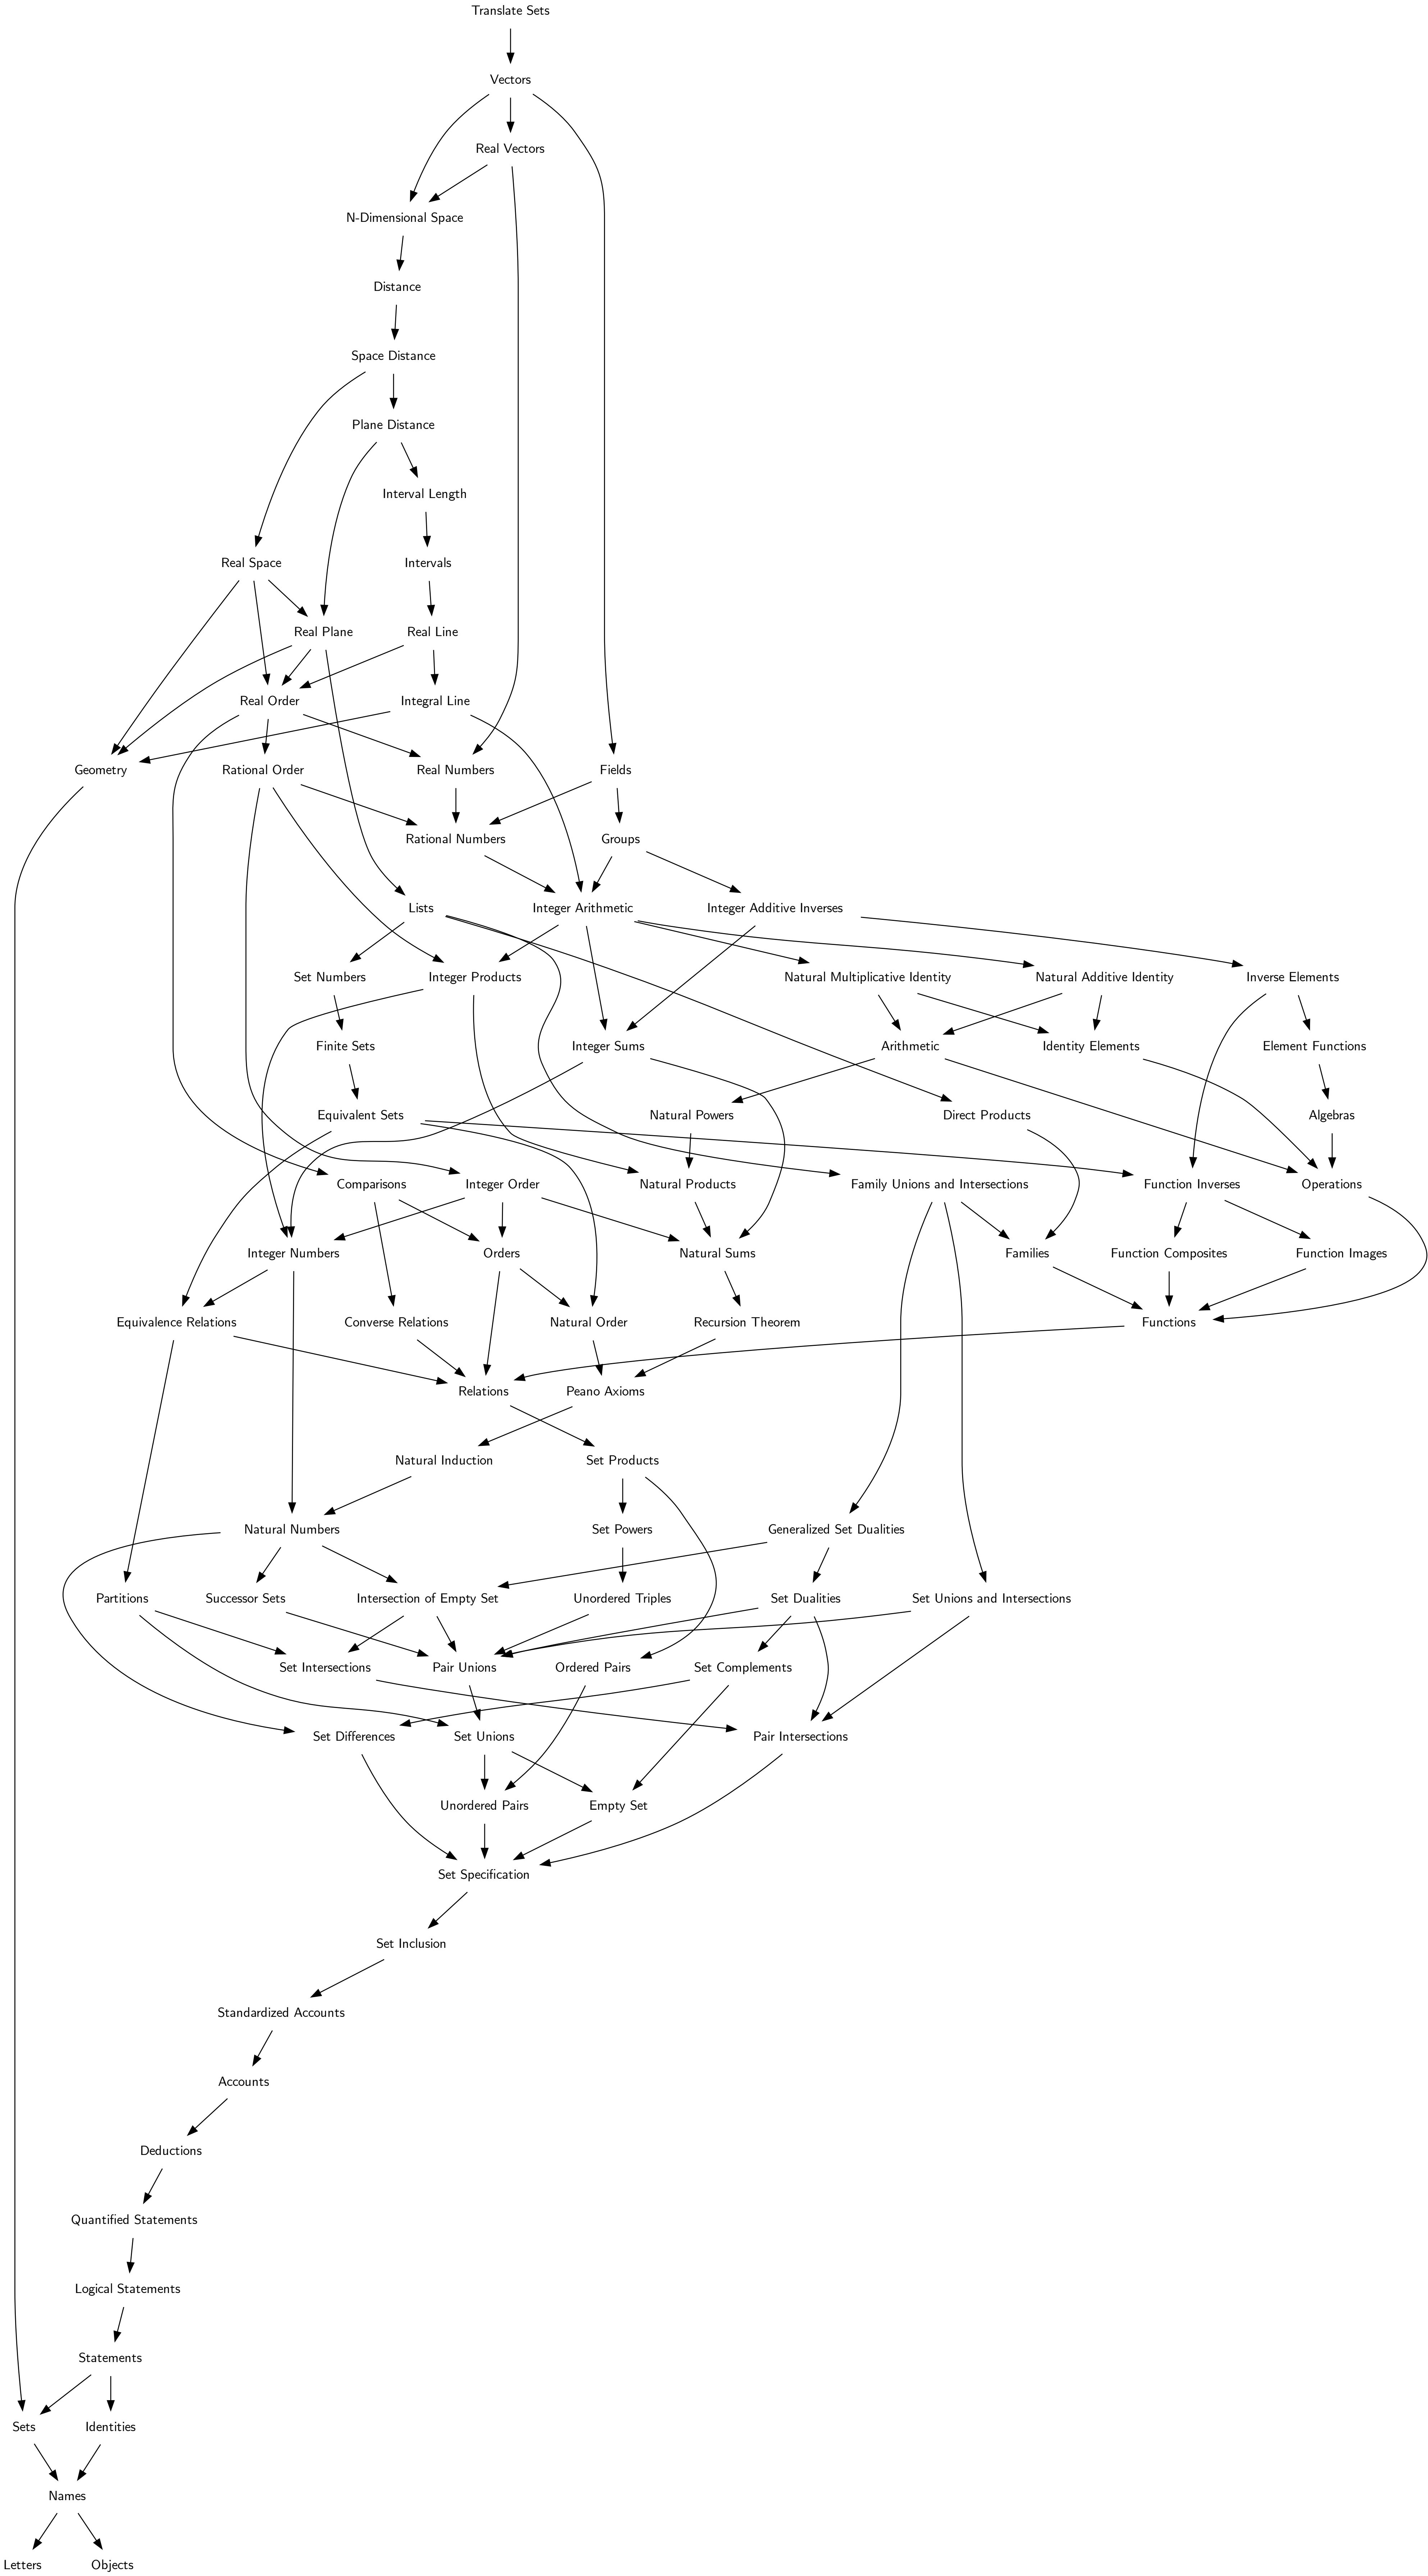 Translate Sets
Vectors
Real Vectors
N-Dimensional Space
Distance
Space Distance
Plane Distance
Interval Length
Real Space
Intervals
Real Plane
Real Line
Real Order
Integral Line
Geometry
Rational Order
Real Numbers
Fields
Rational Numbers
Groups
Lists
Integer Arithmetic
Integer Additive Inverses
Set Numbers
Integer Products
Natural Multiplicative Identity
Natural Additive Identity
Inverse Elements
Finite Sets
Integer Sums
Arithmetic
Identity Elements
Element Functions
Equivalent Sets
Natural Powers
Direct Products
Algebras
Comparisons
Integer Order
Natural Products
Family Unions and Intersections
Function Inverses
Operations
Integer Numbers
Orders
Natural Sums
Families
Function Composites
Function Images
Equivalence Relations
Converse Relations
Natural Order
Recursion Theorem
Functions
Relations
Peano Axioms
Natural Induction
Set Products
Natural Numbers
Set Powers
Generalized Set Dualities
Partitions
Successor Sets
Intersection of Empty Set
Unordered Triples
Set Dualities
Set Unions and Intersections
Set Intersections
Pair Unions
Ordered Pairs
Set Complements
Set Differences
Set Unions
Pair Intersections
Unordered Pairs
Empty Set
Set Specification
Set Inclusion
Standardized Accounts
Accounts
Deductions
Quantified Statements
Logical Statements
Statements
Sets
Identities
Names
Letters
Objects